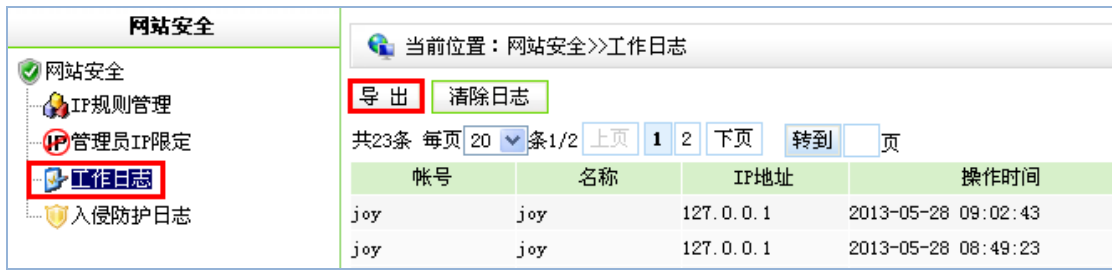 网站安全
网站安全
IP规则管理
管理员IP限定
工作日志
入侵防护日志
当前位置：网站安全>>工作日志
导 出 清除日志
共23条 每页 20 条1/2 上页 1 2 下页 转到 页
帐号 名称 IP地址 操作时间
joy joy 127.0.0.1 2013-05-28 09:02:43
joy joy 127.0.0.1 2013-05-28 08:49:23